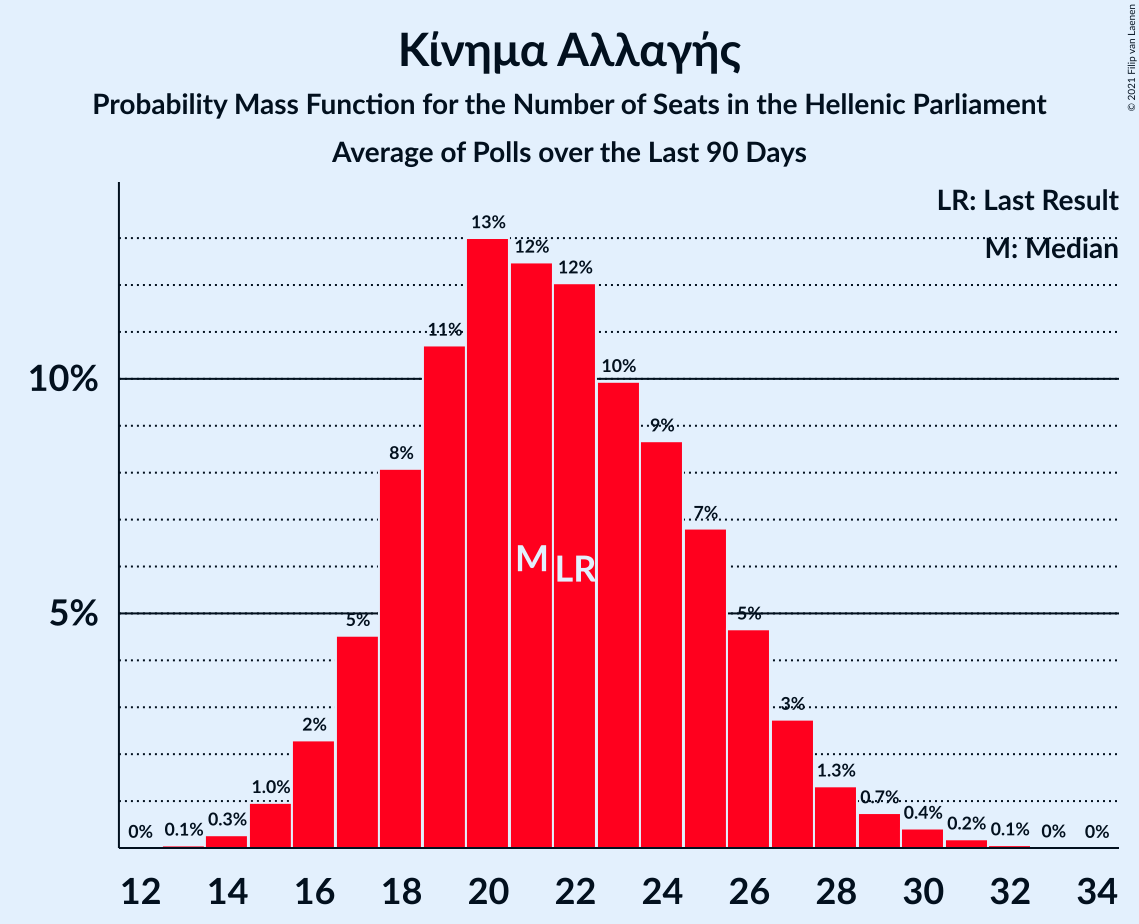 Κίνημα Αλλαγής
Probability Mass Function for the Number of Seats in the Hellenic Parliament
Average of Polls over the Last 90 Days
© 2021 Filip van Laenen
LR: Last Result
M: Median
10%
5%
0%
0.1%
0.3%
1.0%
2%
5%
8%
11%
13%
12%
12%
10%
9%
7%
5%
3%
1.3%
0.7%
0.4%
0.2%
0.1%
0%
0%
M
LR
12 14 16 18 20 22 24 26 28 30 32 34